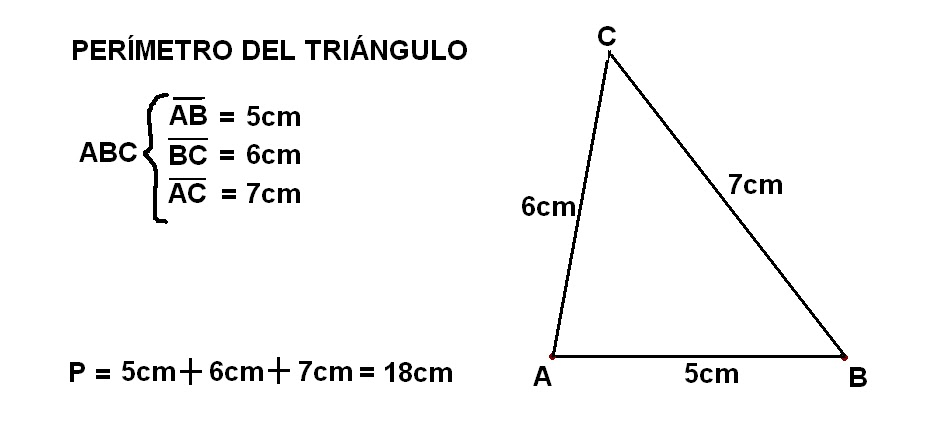 PERÍMETRO DEL TRIÁNGULO
ABC
AB = 5cm
BC = 6cm
AC = 7cm
P = 5cm + 6cm + 7cm = 18cm
C
6cm
7cm
A
5cm
B